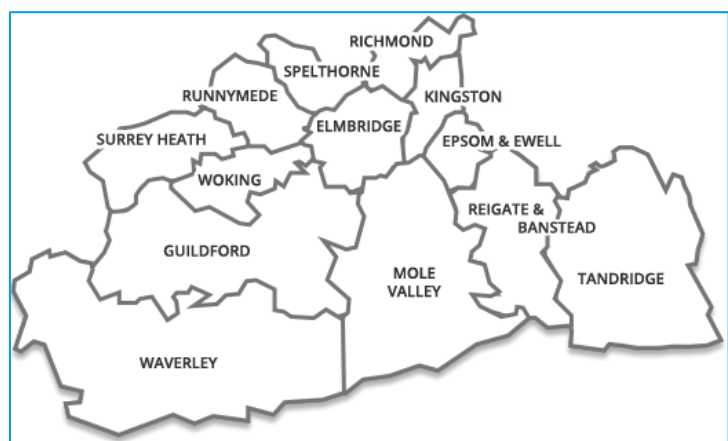 RICHMOND
SPELTHORNE
RUNNYMEDE
KINGSTON
ELMBRIDGE
SURREY HEATH
EPSOM & EWELL
WOKING
REIGATE &
BANSTEAD
GUILDFORD
MOLE
VALLEY
TANDRIDGE
WAVERLEY